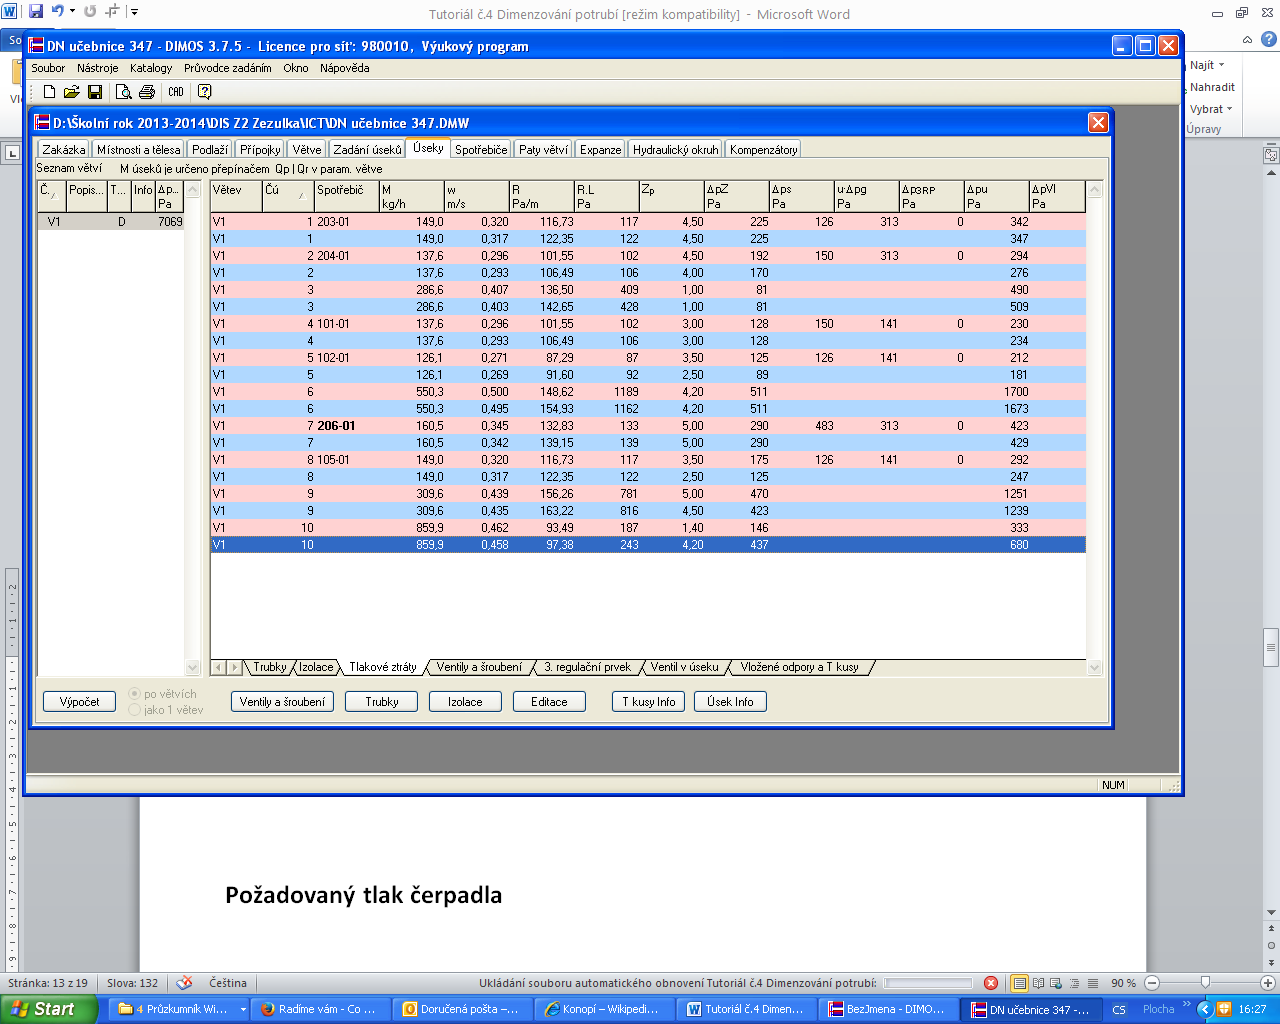 Tutoriál č.4 Dimenzování potrubí [režim kompatibility] - Microsoft Word
DN učebnice 347 - DIMOS 3.7.5 - Licence pro síť: 980010, Výukový program
Soubor Nástroje Katalogy Průvodce zadáním Okno Nápověda
CAD
Najít
Nahradit
Vybrat
Úpravy
D:\Školní rok 2013-2014\DIS Z2 Zezulka\ICT\DN učebnice 347.DMW
Zakázka Místnosti a tělesa Podlaží Přípojky Větve Zadání úseků Úseky Spotřebiče Paty větví Expanze Hydraulický okruh Kompenzátory
Seznam větví M úseků je určeno přepínačem Qp | Qr v param. větve
Č. Popis... T... Info Δp... Pa
V1 D 7069
Větev Čú Spotřebič M kg/h w m/s R Pa/m R.L Pa Zp ΔpZ Pa Δps Pa u·Δpg Pa Δp3RP Pa Δpu Pa ΔpVl Pa
V1 1 203-01 149,0 0,320 116,73 117 4,50 225 126 313 0 342
V1 1 149,0 0,317 122,35 122 4,50 225 347
V1 2 204-01 137,6 0,296 101,55 102 4,50 192 150 313 0 294
V1 2 137,6 0,293 106,49 106 4,00 170 276
V1 3 286,6 0,407 136,50 409 1,00 81 490
V1 3 286,6 0,403 142,65 428 1,00 81 509
V1 4 101-01 137,6 0,296 101,55 102 3,00 128 150 141 0 230
V1 4 137,6 0,293 106,49 106 3,00 128 234
V1 5 102-01 126,1 0,271 87,29 87 3,50 125 126 141 0 212
V1 5 126,1 0,269 91,60 92 2,50 89 181
V1 6 550,3 0,500 148,62 1189 4,20 511 1700
V1 6 550,3 0,495 154,93 1162 4,20 511 1673
V1 7 206-01 160,5 0,345 132,83 133 5,00 290 483 313 0 423
V1 7 160,5 0,342 139,15 139 5,00 290 429
V1 8 105-01 149,0 0,320 116,73 117 3,50 175 126 141 0 292
V1 8 149,0 0,317 122,35 122 2,50 125 247
V1 9 309,6 0,439 156,26 781 5,00 470 1251
V1 9 309,6 0,435 163,22 816 4,50 423 1239
V1 10 859,9 0,462 93,49 187 1,40 146 333
V1 10 859,9 0,458 97,38 243 4,20 437 680
Trubky Izolace Tlakové ztráty Ventily a šroubení 3. regulační prvek Ventil v úseku Vložené odpory a T kusy
Výpočet po větvích jako 1 větev Ventily a šroubení Trubky Izolace Editace T kusy Info Úsek Info
NUM
Požadovaný tlak čerpadla
Stránka: 13 z 19 Slova: 132 Čeština Ukládání souboru automatického obnovení Tutoriál č.4 Dimenzování potrubí: 90 %
Start 4 Průzkumník Wi... Radíme vám - Co ... Doručená pošta –... Konopí – Wikipedi... Tutoriál č.4 Dimen... BezJmena - DIMO... DN učebnice 347 -... CS Plocha 16:27